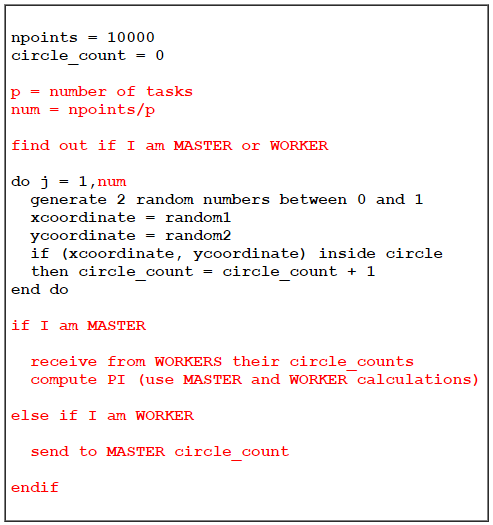 npoints = 10000
circle_count = 0
p = number of tasks
num = npoints/p
find out if I am MASTER or WORKER
do j = 1,num
generate 2 random numbers between 0 and 1
xcoordinate = random1
ycoordinate = random2
if (xcoordinate, ycoordinate) inside circle
then circle_count = circle_count + 1
end do
if I am MASTER
receive from WORKERS their circle_counts
compute PI (use MASTER and WORKER calculations)
else if I am WORKER
send to MASTER circle_count
endif